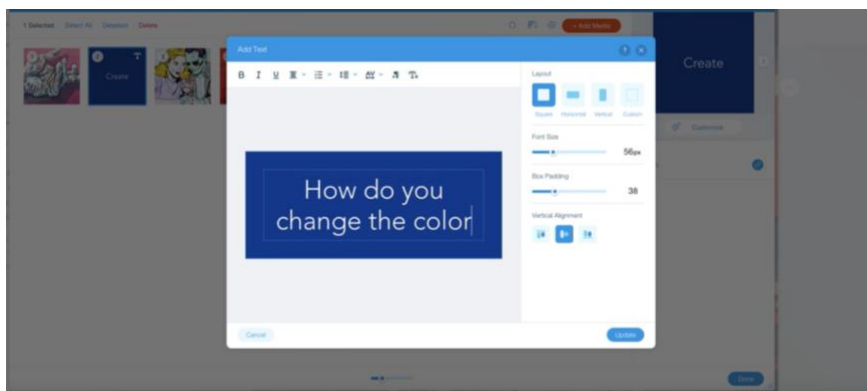 1 Selected Select All Deselect Delete
+ Add Media
Create
Add Text
B I U
How do you
change the color
Layout
Square Horizontal Vertical Custom
Font Size
56px
Box Padding
38
Vertical Alignment
Cancel
Update
Create
Customize
Done